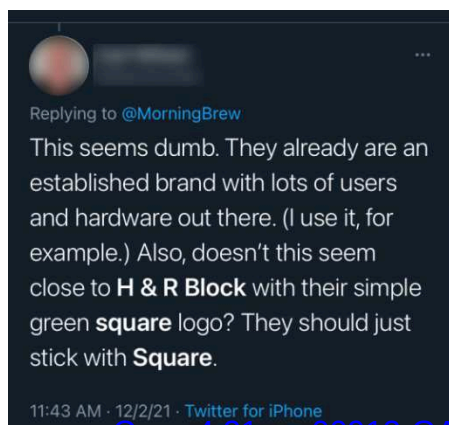 Replying to @MorningBrew
This seems dumb. They already are an
established brand with lots of users
and hardware out there. (I use it, for
example.) Also, doesn’t this seem
close to H & R Block with their simple
green square logo? They should just
stick with Square.
11:43 AM · 12/2/21 · Twitter for iPhone